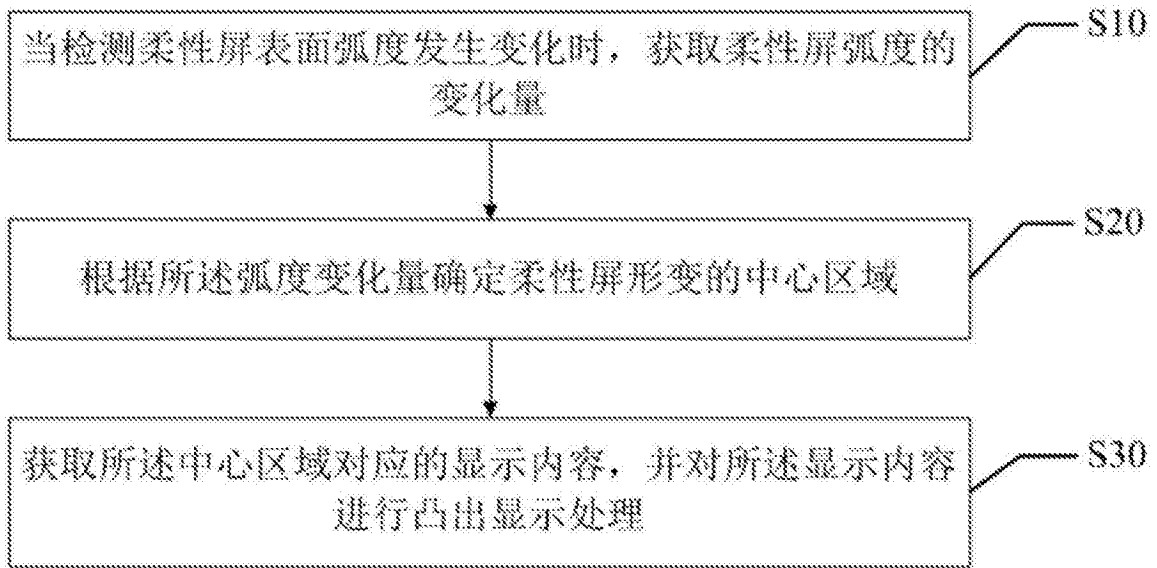 当检测柔性屏表面弧度发生变化时，获取柔性屏弧度的
变化量
S10
根据所述弧度变化量确定柔性屏形变的中心区域
S20
获取所述中心区域对应的显示内容，并对所述显示内容
进行凸出显示处理
S30